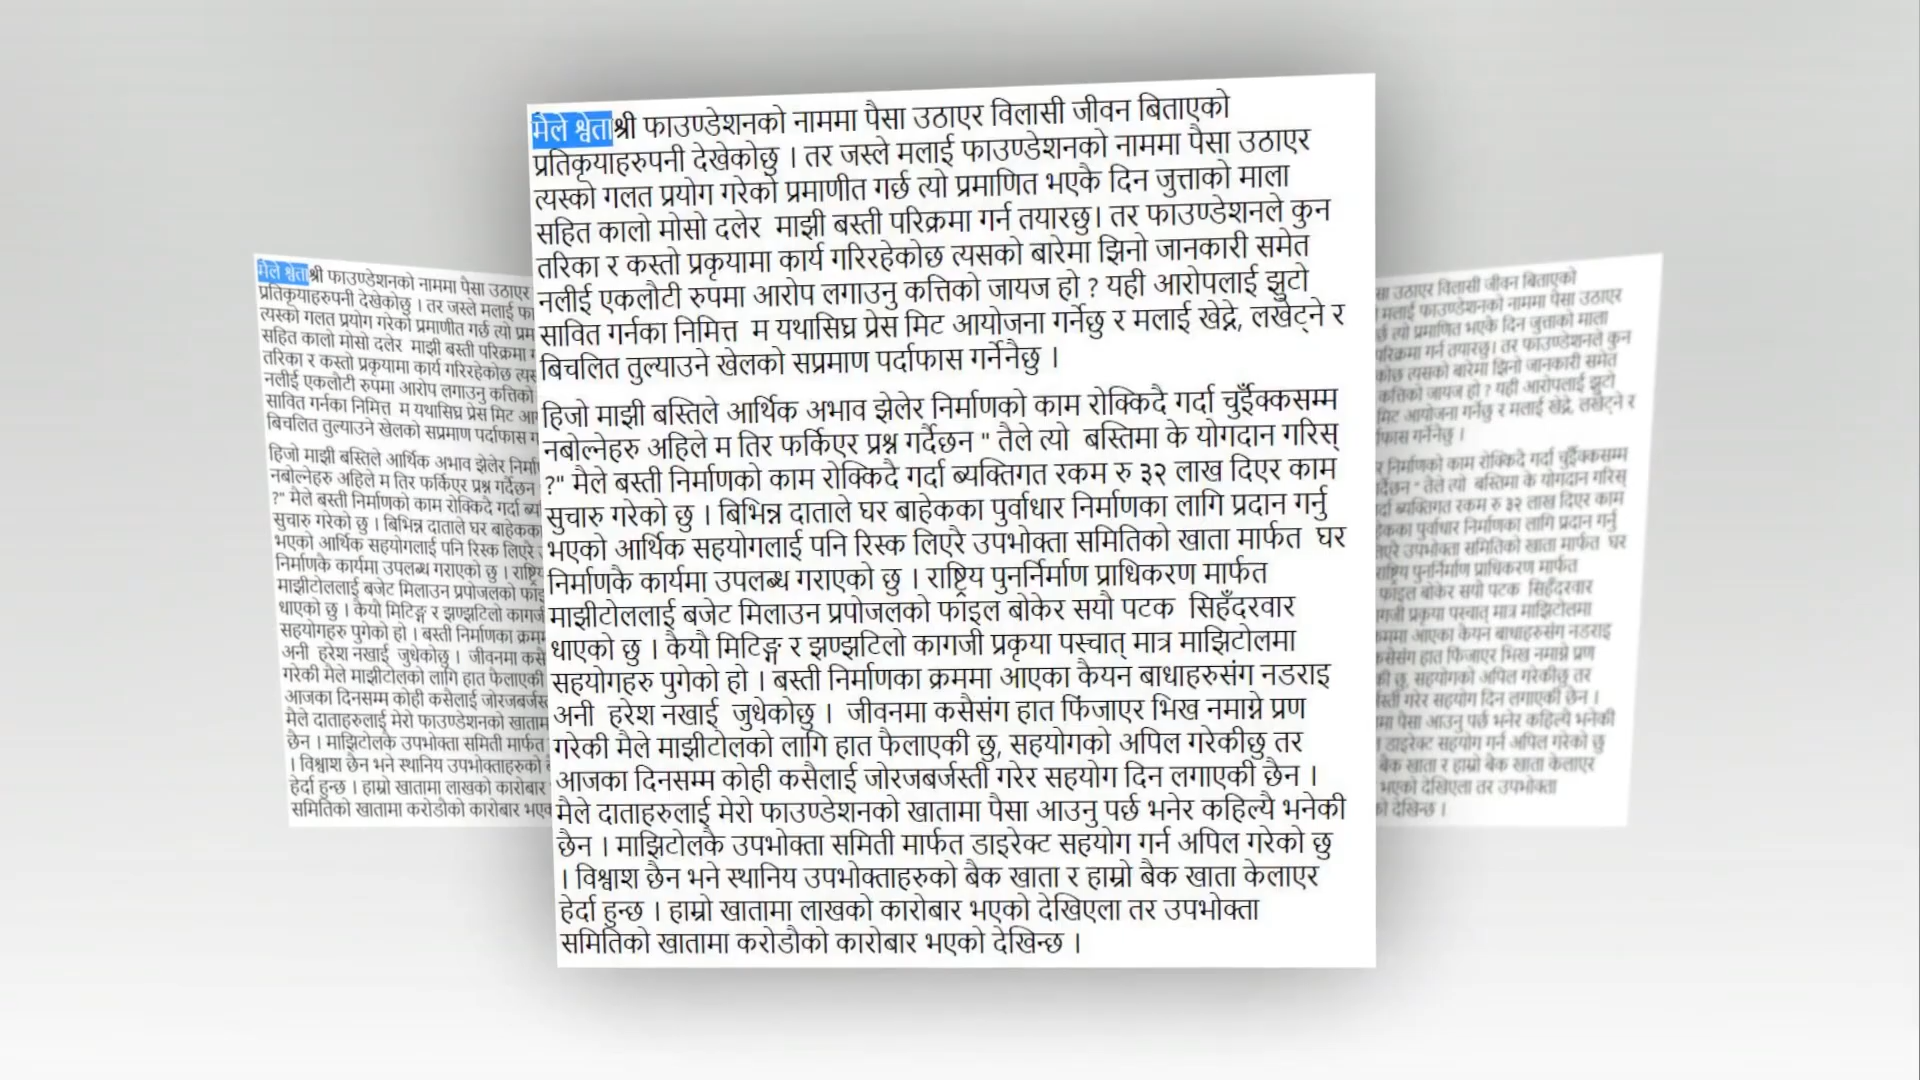 मैले श्वेताश्री फाउण्डेशनको नाममा पैसा उठाएर विलासी जीवन बिताएको
प्रतिकृयाहरुपनी देखेकोछु । तर जस्ले मलाई फाउण्डेशनको नाममा पैसा उठाएर
त्यस्को गलत प्रयोग गरेको प्रमाणीत गर्छ त्यो प्रमाणित भएकै दिन जुत्ताको माला
सहित कालो मोसो दलेर माझी बस्ती परिक्रमा गर्न तयारछु। तर फाउण्डेशनले कुन
तरिका र कस्तो प्रकृयामा कार्य गरिरहेकोछ त्यसको बारेमा झिनो जानकारी समेत
नलीई एकलौटी रुपमा आरोप लगाउनु कत्तिको जायज हो ? यही आरोपलाई झुटो
सावित गर्नका निमित्त म यथासिघ्र प्रेस मिट आयोजना गर्नेछु र मलाई खेद्ने, लखेट्ने र
बिचलित तुल्याउने खेलको सप्रमाण पर्दाफास गर्नेनैछु ।
हिजो माझी बस्तिले आर्थिक अभाव झेलेर निर्माणको काम रोक्किदै गर्दा चुइँक्कसम्म
नबोल्नेहरु अहिले म तिर फर्किएर प्रश्न गर्दैछन " तैले त्यो बस्तिमा के योगदान गरिस्
?" मैले बस्ती निर्माणको काम रोक्किदै गर्दा ब्यक्तिगत रकम रु ३२ लाख दिएर काम
सुचारु गरेको छु । बिभिन्न दाताले घर बाहेकका पुर्वाधार निर्माणका लागि प्रदान गर्नु
भएको आर्थिक सहयोगलाई पनि रिस्क लिएरै उपभोक्ता समितिको खाता मार्फत घर
निर्माणकै कार्यमा उपलब्ध गराएको छु । राष्ट्रिय पुनर्निर्माण प्राधिकरण मार्फत
माझीटोललाई बजेट मिलाउन प्रपोजलको फाइल बोकेर सयौ पटक सिहँदरवार
धाएको छु । कैयौ मिटिङ्ग र झण्झटिलो कागजी प्रकृया पस्चात् मात्र माझिटोलमा
सहयोगहरु पुगेको हो । बस्ती निर्माणका क्रममा आएका कैयन बाधाहरुसंग नडराइ
अनी हरेश नखाई जुधेकोछु । जीवनमा कसैसंग हात फिंजाएर भिख नमाग्ने प्रण
गरेकी मैले माझीटोलको लागि हात फैलाएकी छु, सहयोगको अपिल गरेकीछु तर
आजका दिनसम्म कोही कसैलाई जोरजबर्जस्ती गरेर सहयोग दिन लगाएकी छैन ।
मैले दाताहरुलाई मेरो फाउण्डेशनको खातामा पैसा आउनु पर्छ भनेर कहिल्यै भनेकी
छैन । माझिटोलकै उपभोक्ता समिती मार्फत डाइरेक्ट सहयोग गर्न अपिल गरेको छु
। विश्वाश छैन भने स्थानिय उपभोक्ताहरुको बैक खाता र हाम्रो बैक खाता केलाएर
हेर्दा हुन्छ । हाम्रो खातामा लाखको कारोबार भएको देखिएला तर उपभोक्ता
समितिको खातामा करोडौको कारोबार भएको देखिन्छ ।